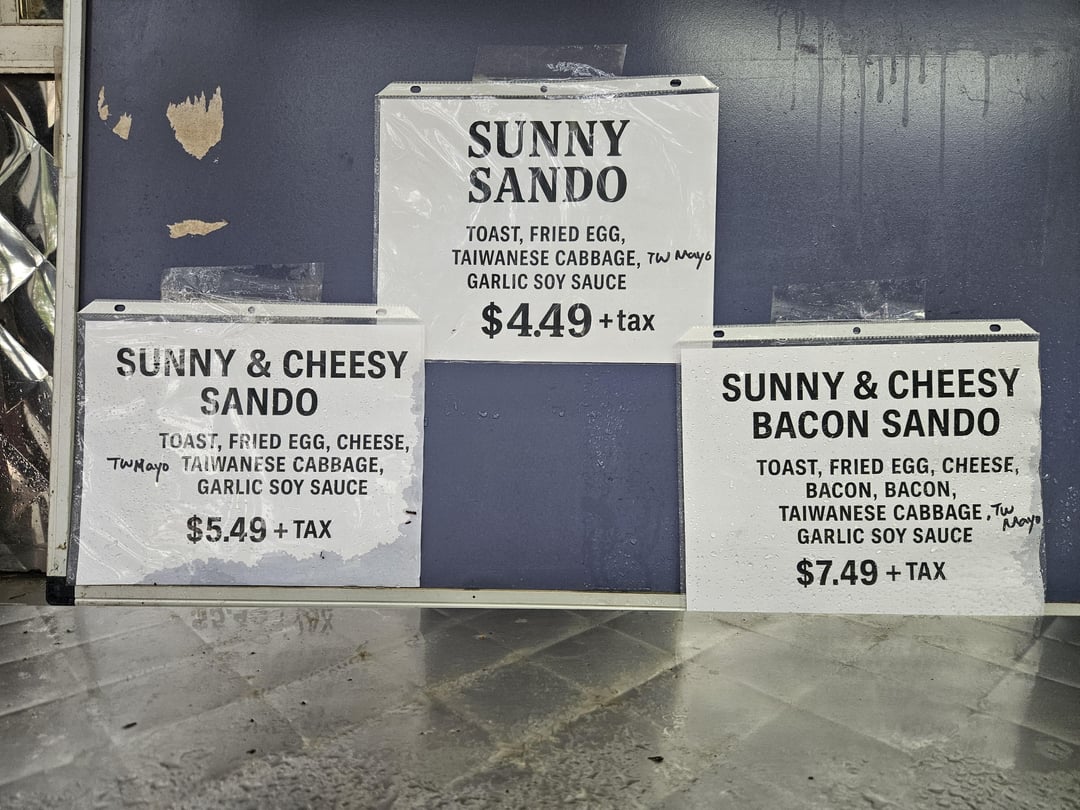 SUNNY
SANDO
TOAST, FRIED EGG,
TAIWANESE CABBAGE, TW Mayo
GARLIC SOY SAUCE
$4.49 +tax
SUNNY & CHEESY
SANDO
TOAST, FRIED EGG, CHEESE,
TW Mayo TAIWANESE CABBAGE,
GARLIC SOY SAUCE
$5.49 + TAX
SUNNY & CHEESY
BACON SANDO
TOAST, FRIED EGG, CHEESE,
BACON, BACON,
TAIWANESE CABBAGE, TW Mayo
GARLIC SOY SAUCE
$7.49 + TAX